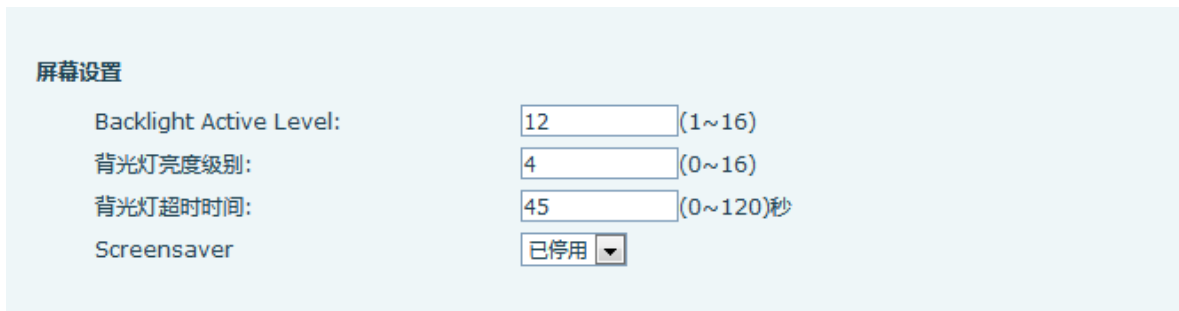 屏幕设置
Backlight Active Level: 12 (1~16)
背光灯亮度级别: 4 (0~16)
背光灯超时时间: 45 (0~120)秒
Screensaver 已停用